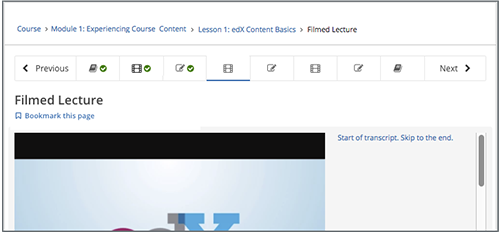 Course > Module 1: Experiencing Course Content > Lesson 1: edX Content Basics > Filmed Lecture
< Previous Next >
Filmed Lecture
Bookmark this page
Start of transcript. Skip to the end.
edX